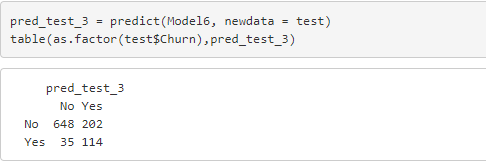 pred_test_3 = predict(Model6, newdata = test)
table(as.factor(test$Churn),pred_test_3)
pred_test_3
No Yes
No 648 202
Yes 35 114